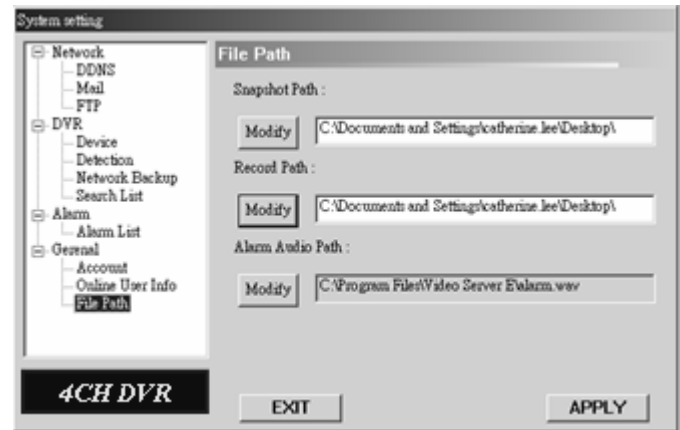 System setting
Network
DDNS
Mail
FTP
DVR
Device
Detection
Network Backup
Search List
Alarm
Alarm List
Gerenal
Account
Online User Info
File Path
4CH DVR
File Path
Snapshot Path :
Modify
C:\Documents and Settings\catherine.lee\Desktop\
Record Path :
Modify
C:\Documents and Settings\catherine.lee\Desktop\
Alarm Audio Path :
Modify
C:\Program Files\Video Server E\alarm.wav
EXIT
APPLY